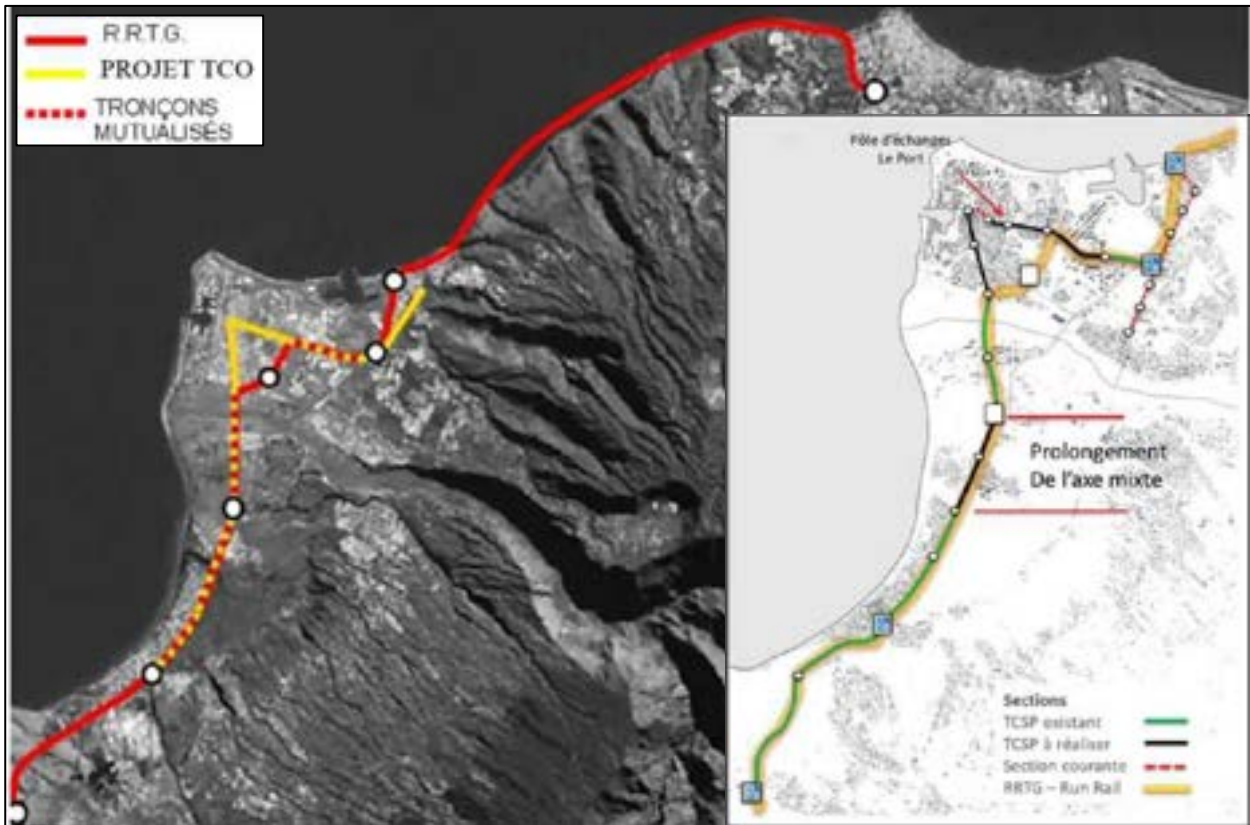 R.R.T.G.
PROJET TCO
TRONÇONS
MUTUALISÉS
Pôle d'échanges
Le Port
Prolongement
De l'axe mixte
Sections
TCSP existant
TCSP à réaliser
Section courante
RRTG – Run Rail